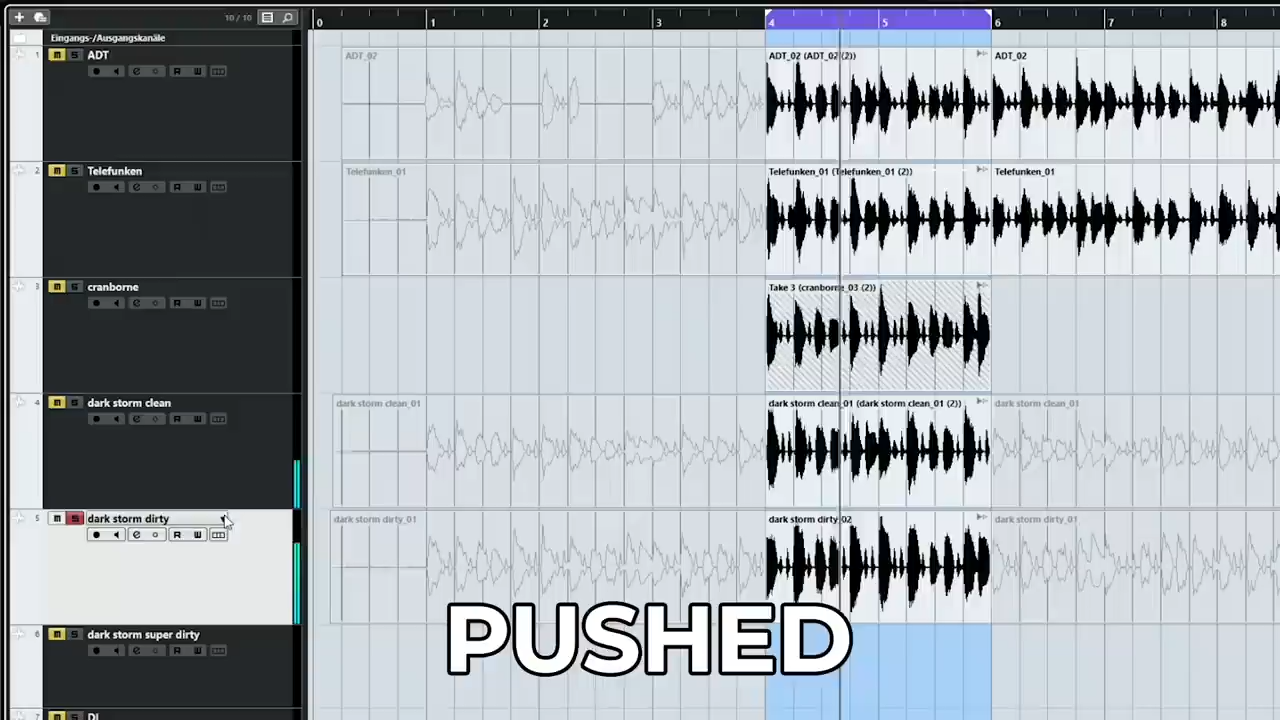 10 / 10
0 1 2 3 4 5 6 7 8
Eingangs-/Ausgangskanäle
1 m S ADT
ADT_02
ADT_02 (ADT_02 (2))
ADT_02
2 m S Telefunken
Telefunken_01
Telefunken_01 (Telefunken_01 (2))
Telefunken_01
3 m S cranborne
Take 3 (cranborne_03 (2))
4 m S dark storm clean
dark storm clean_01
dark storm clean_01 (dark storm clean_01 (2))
dark storm clean_01
5 m S dark storm dirty
dark storm dirty_01
dark storm dirty_02
dark storm dirty_01
PUSHED
6 m S dark storm super dirty
7 DI